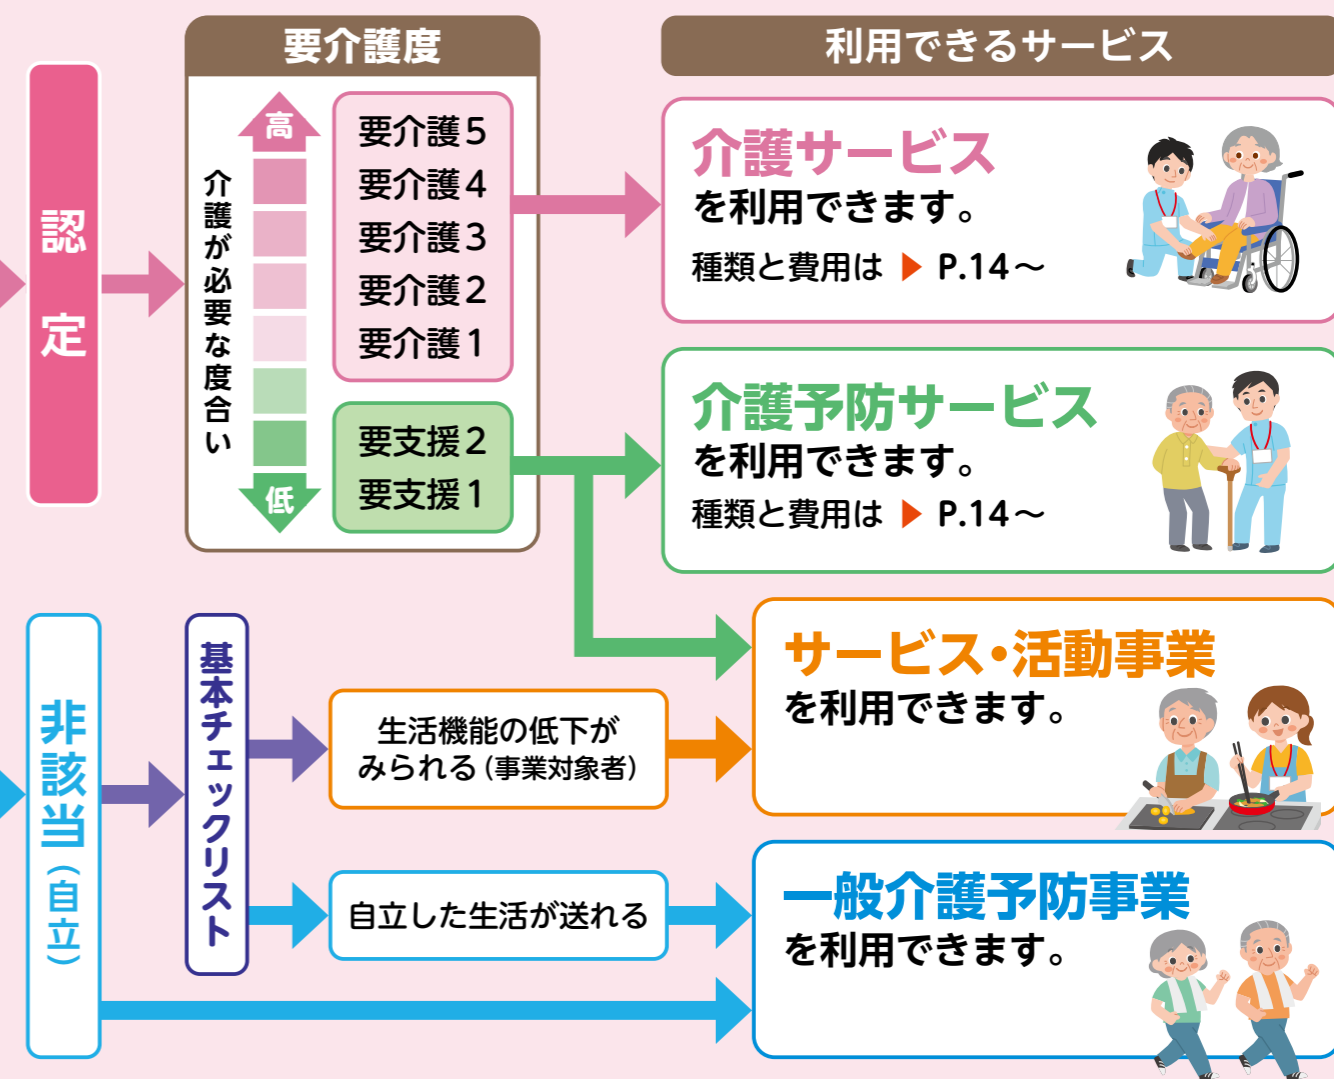 認定
要介護度
介護が必要な度合い
高
低
要介護5
要介護4
要介護3
要介護2
要介護1
要支援2
要支援1
利用できるサービス
介護サービス
を利用できます。
種類と費用は ▶ P.14～
介護予防サービス
を利用できます。
種類と費用は ▶ P.14～
非該当（自立）
基本チェックリスト
生活機能の低下が
みられる（事業対象者）
自立した生活が送れる
サービス・活動事業
を利用できます。
一般介護予防事業
を利用できます。